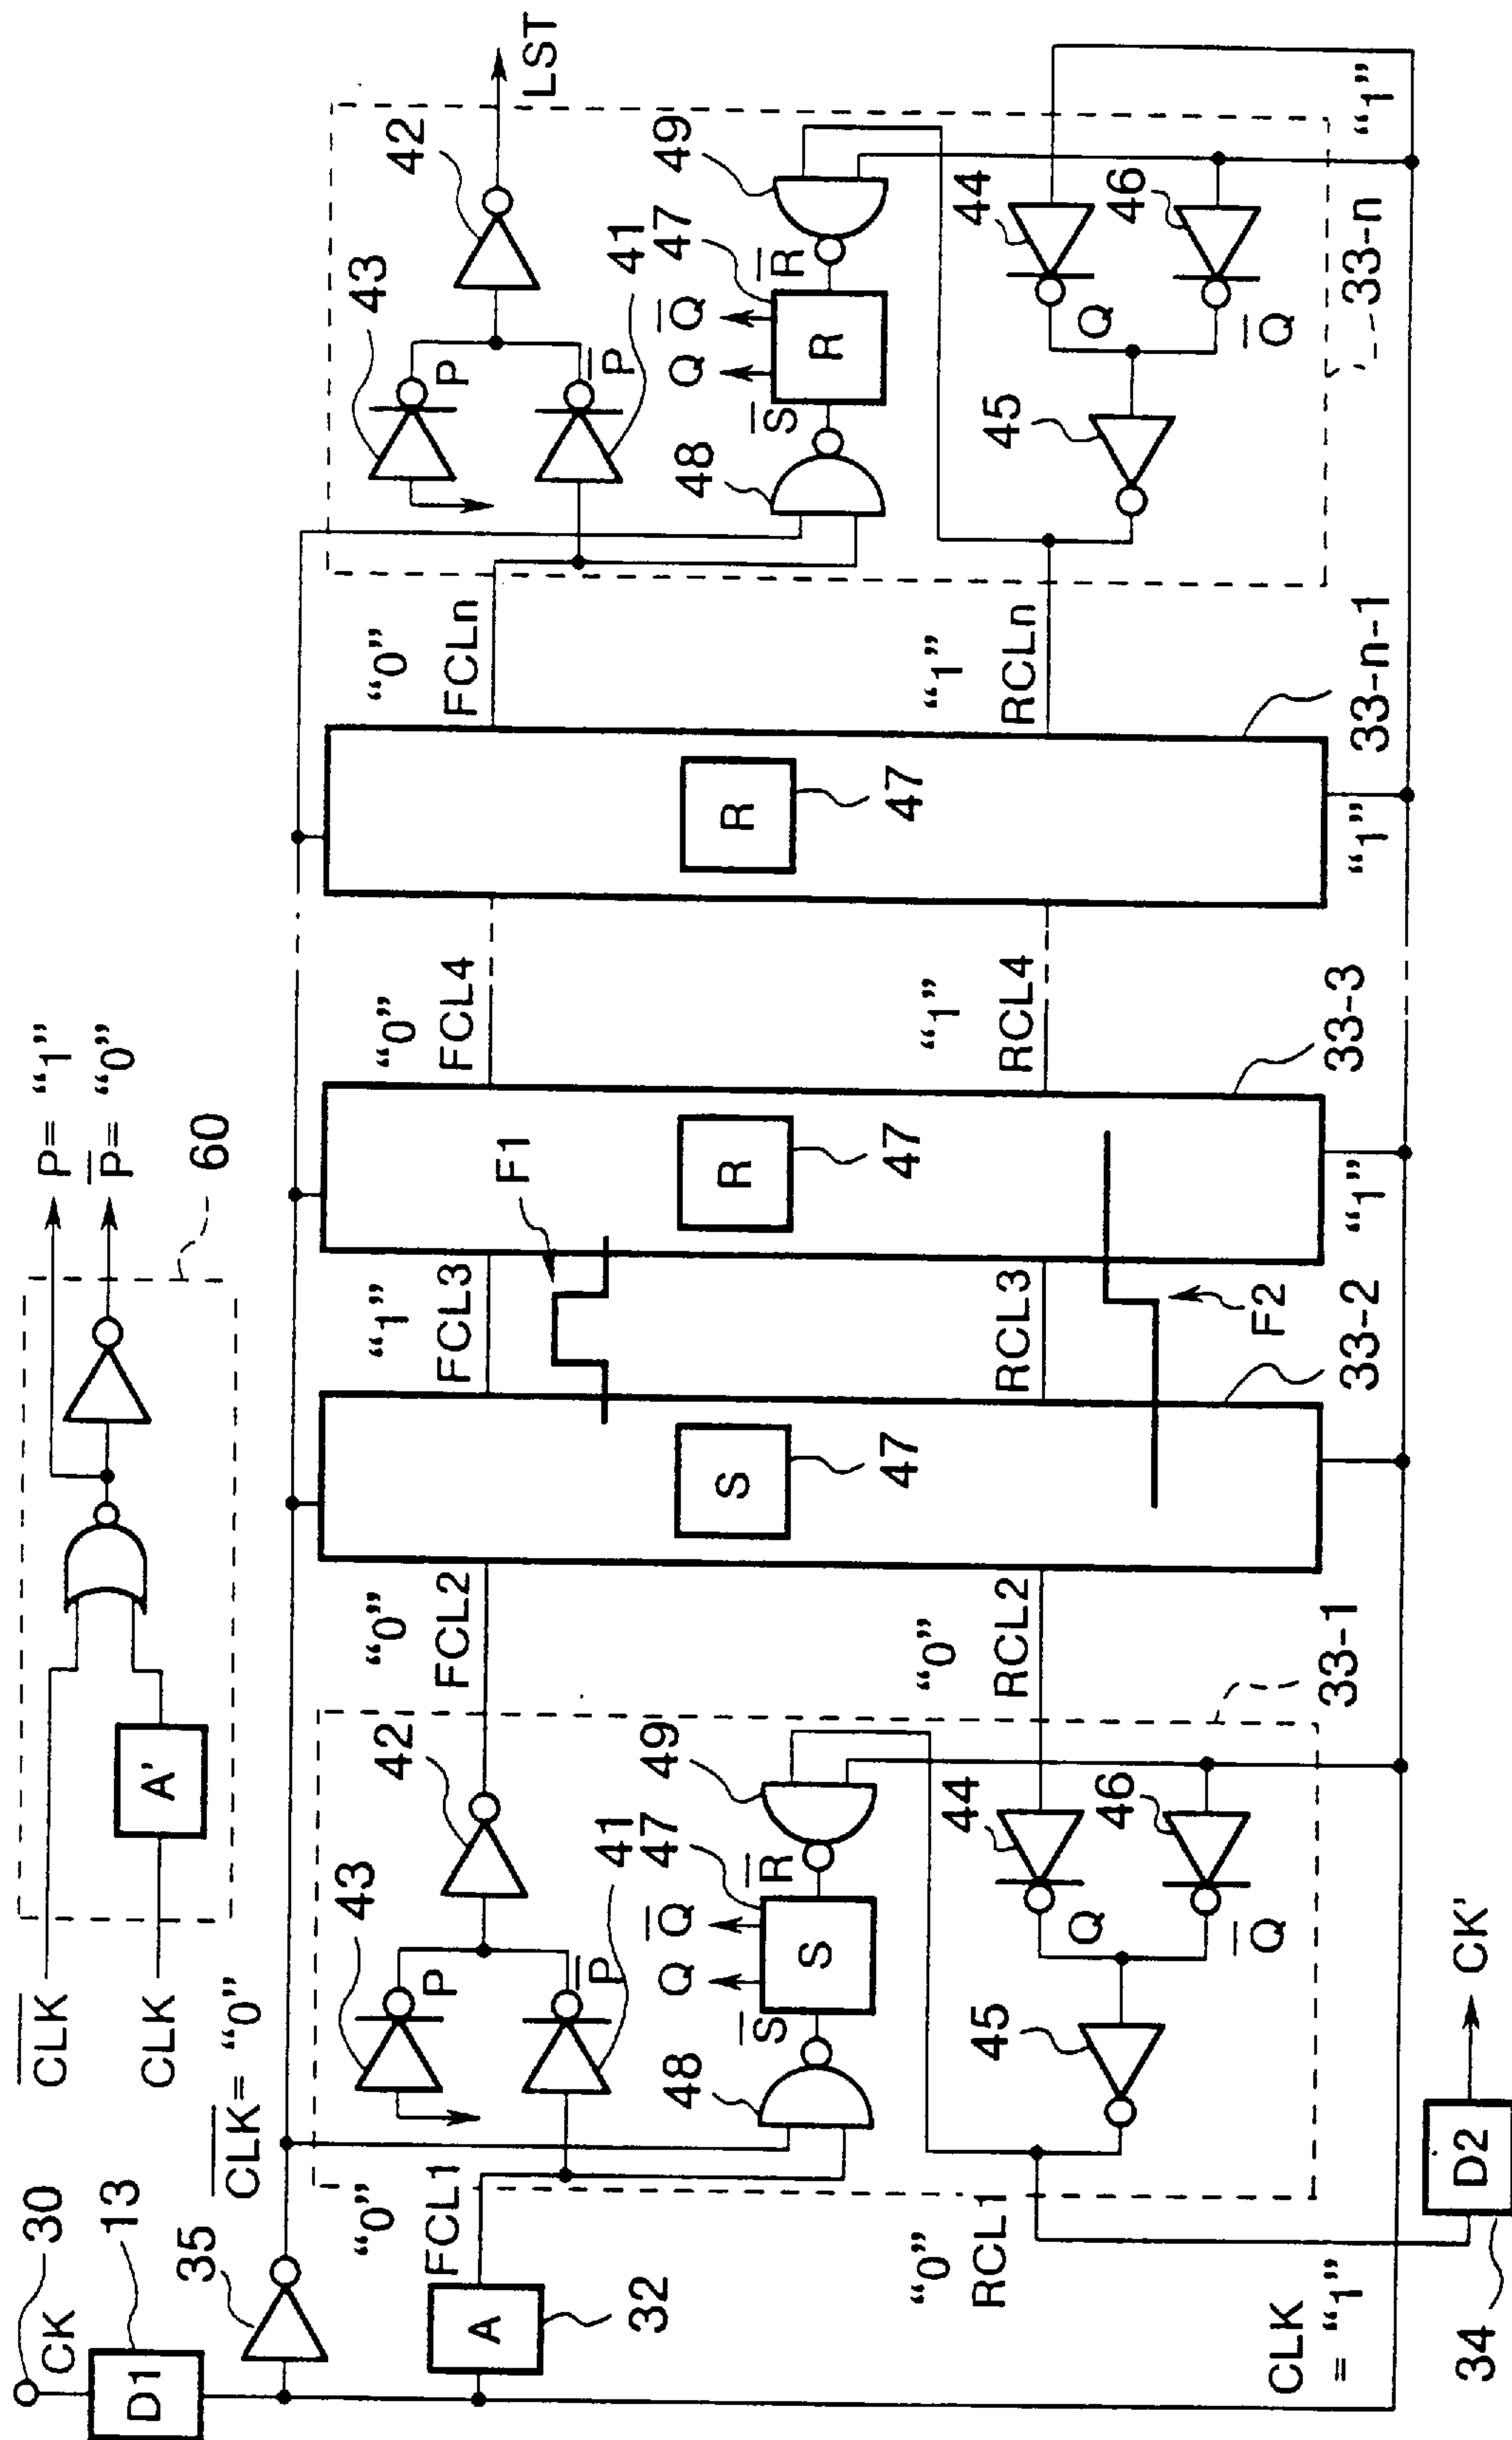 CLK
CLK
A'
P= “1”
P= “0”
60
30
CK
D1
13
35
CLK= “0”
A
32
“0”
FCL1
“0”
RCL1
CLK
= “1”
34
D2
CK'
43
P
P
42
41
47
Q
Q
S
S
R
48
49
44
Q
46
Q
45
33-1
“0”
FCL2
“0”
RCL2
S
47
33-2
“1”
FCL3
F1
RCL3
F2
R
47
33-3
“1”
“0”
FCL4
“1”
RCL4
R
47
33-n-1
“1”
“0”
FCLn
“1”
RCLn
43
P
P
42
LST
41
47
Q
Q
S
R
R
48
49
44
Q
46
Q
45
33-n
“1”